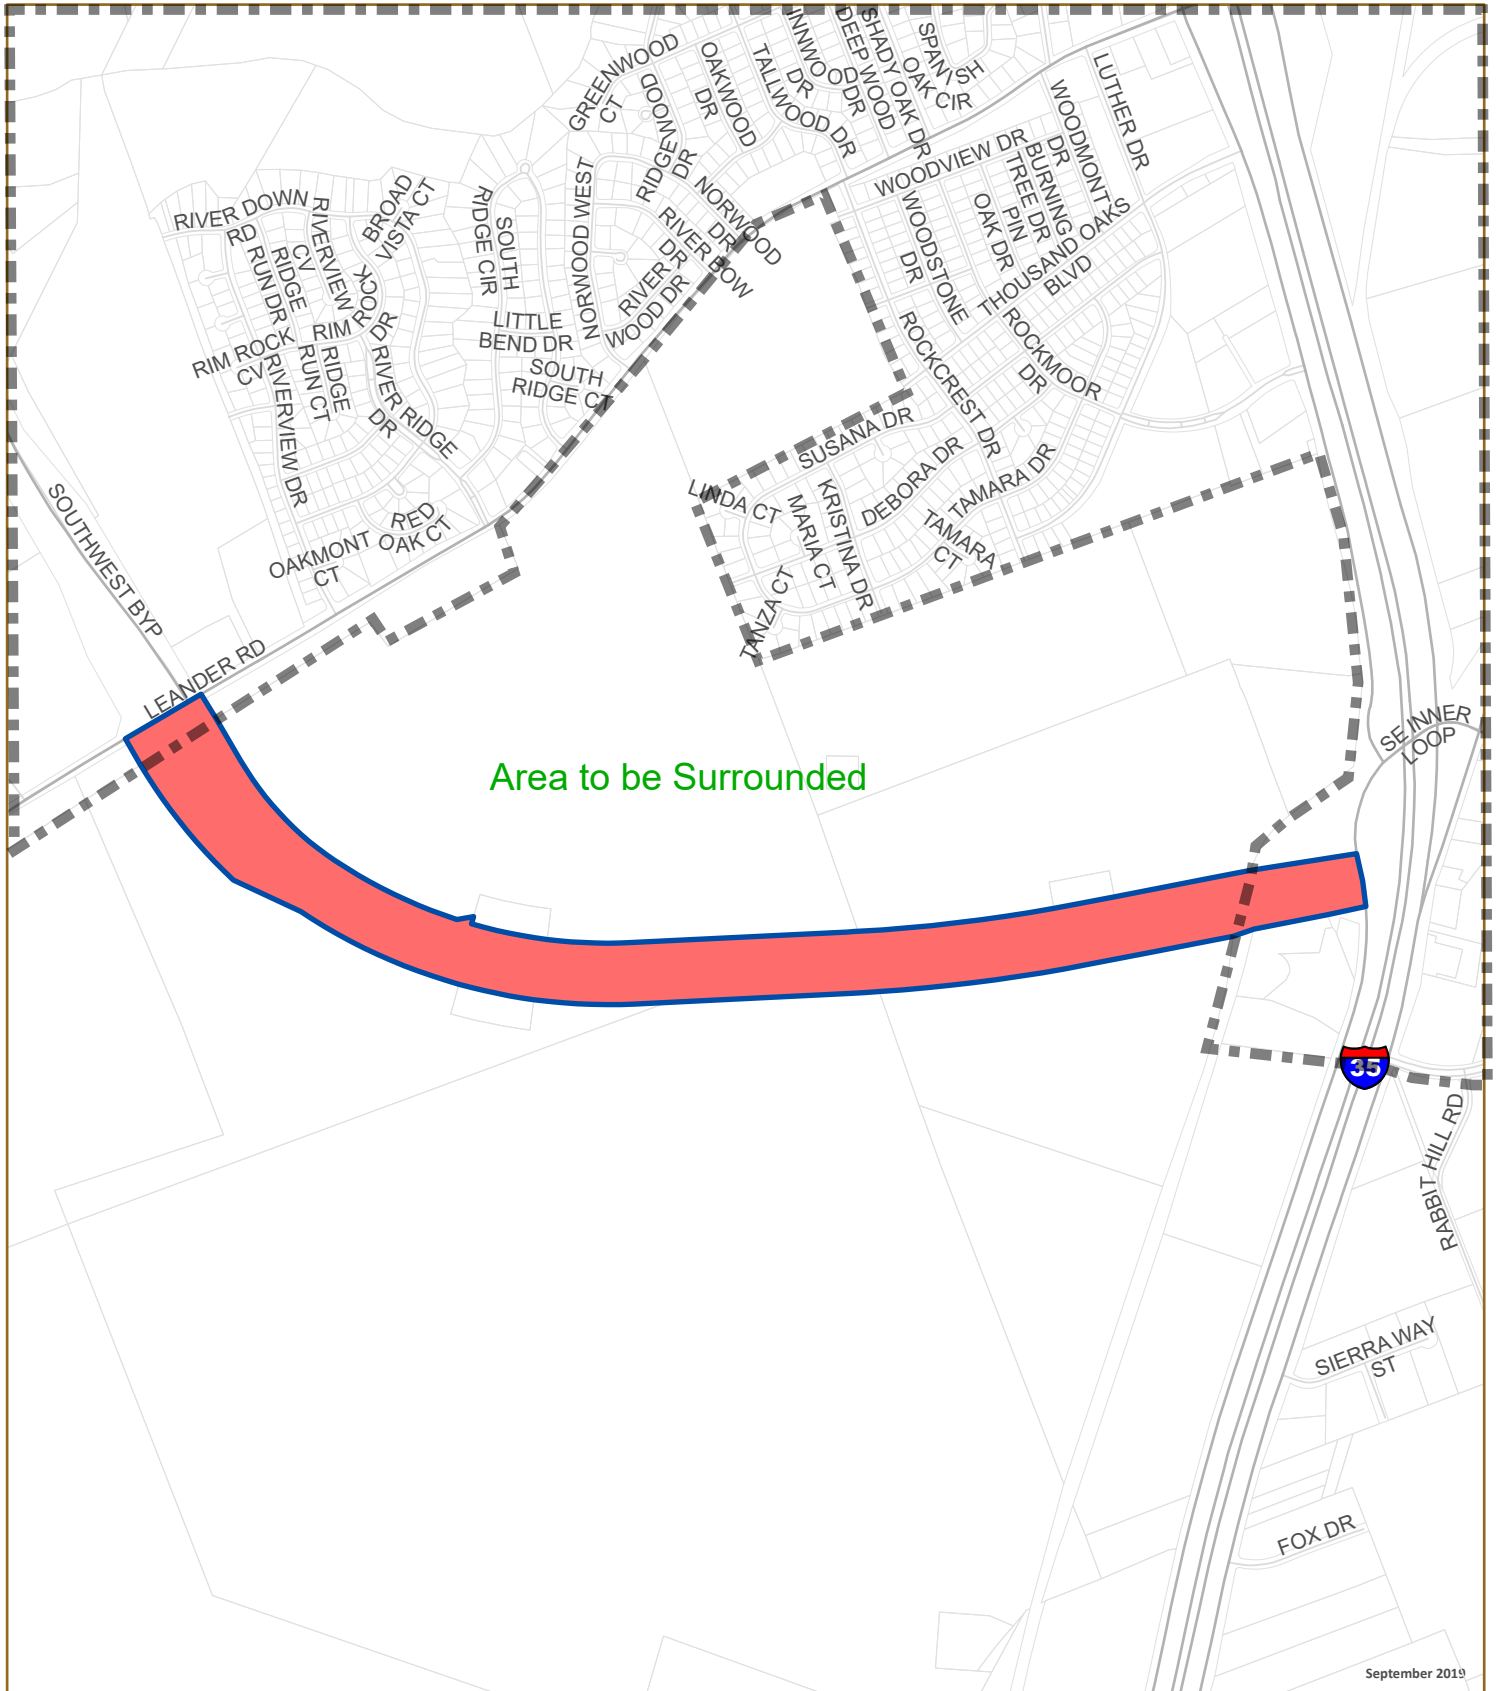 GREENWOOD
CT
RIDGEWOOD
DR
OAKWOOD
DR
TALLWOOD DR
INNWOOD
DR
DEEP WOOD
DR
SHADY OAK DR
SPANISH
OAK CIR
LUTHER DR
WOODMONT
DR
WOODVIEW DR
BURNING
TREE DR
PIN
OAK DR
THOUSAND OAKS
BLVD
WOODSTONE
DR
NORWOOD
DR
RIVER BOW
DR
RIVER
WOOD DR
NORWOOD WEST
SOUTH
RIDGE CIR
BROAD
VISTA CT
RIVER DOWN
RD
RIVERVIEW
CV
RIDGE
RUN DR
RIM ROCK
DR
RIM ROCK
CV
RIDGE
RUN CT
RIVERVIEW DR
RIVER RIDGE
DR
LITTLE
BEND DR
SOUTH
RIDGE CT
ROCKCREST DR
ROCKMOOR
DR
SUSANA DR
LINDA CT
DEBORA DR
TAMARA DR
TAMARA
CT
KRISTINA DR
MARIA CT
TANZA CT
RED
OAK CT
OAKMONT
CT
SOUTHWEST BYP
LEANDER RD
SE INNER
LOOP
Area to be Surrounded
35
RABBIT HILL RD
SIERRA WAY
ST
FOX DR
September 2019